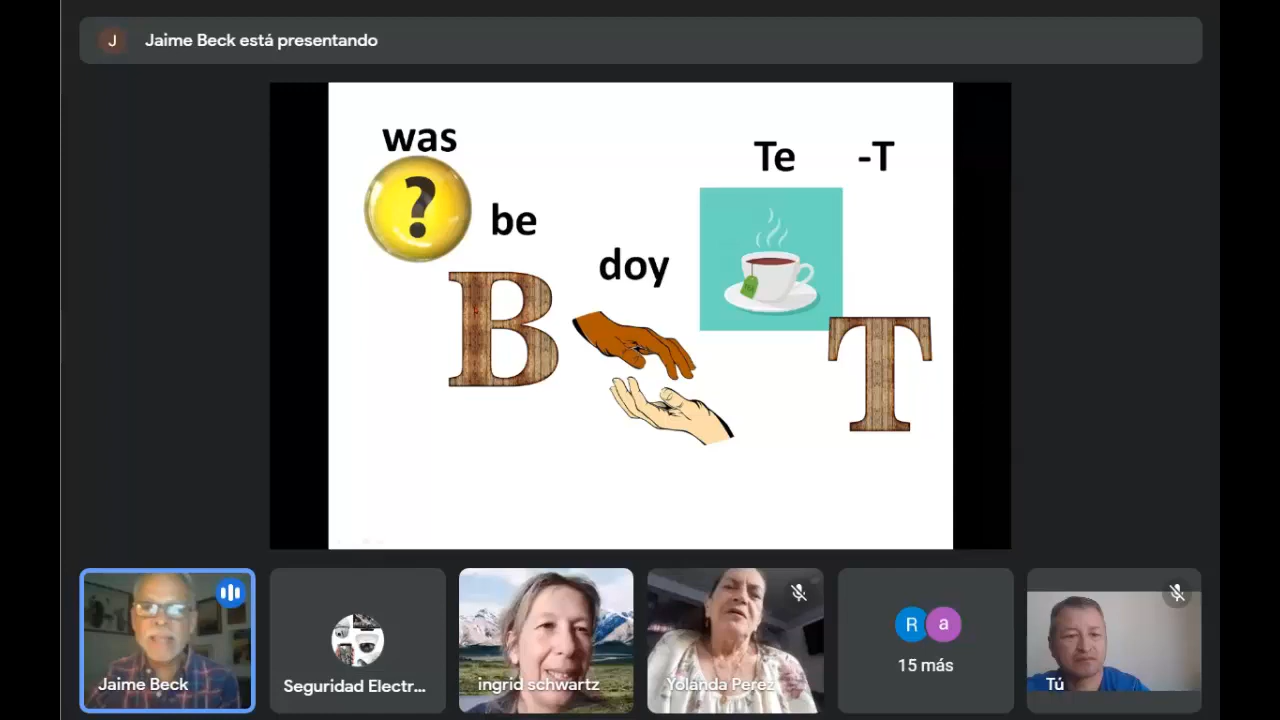 J Jaime Beck está presentando
was
?
be
B
doy
Te -T
T
Jaime Beck
Seguridad Electr...
ingrid schwartz
Yolanda Perez
R a
15 más
Tú